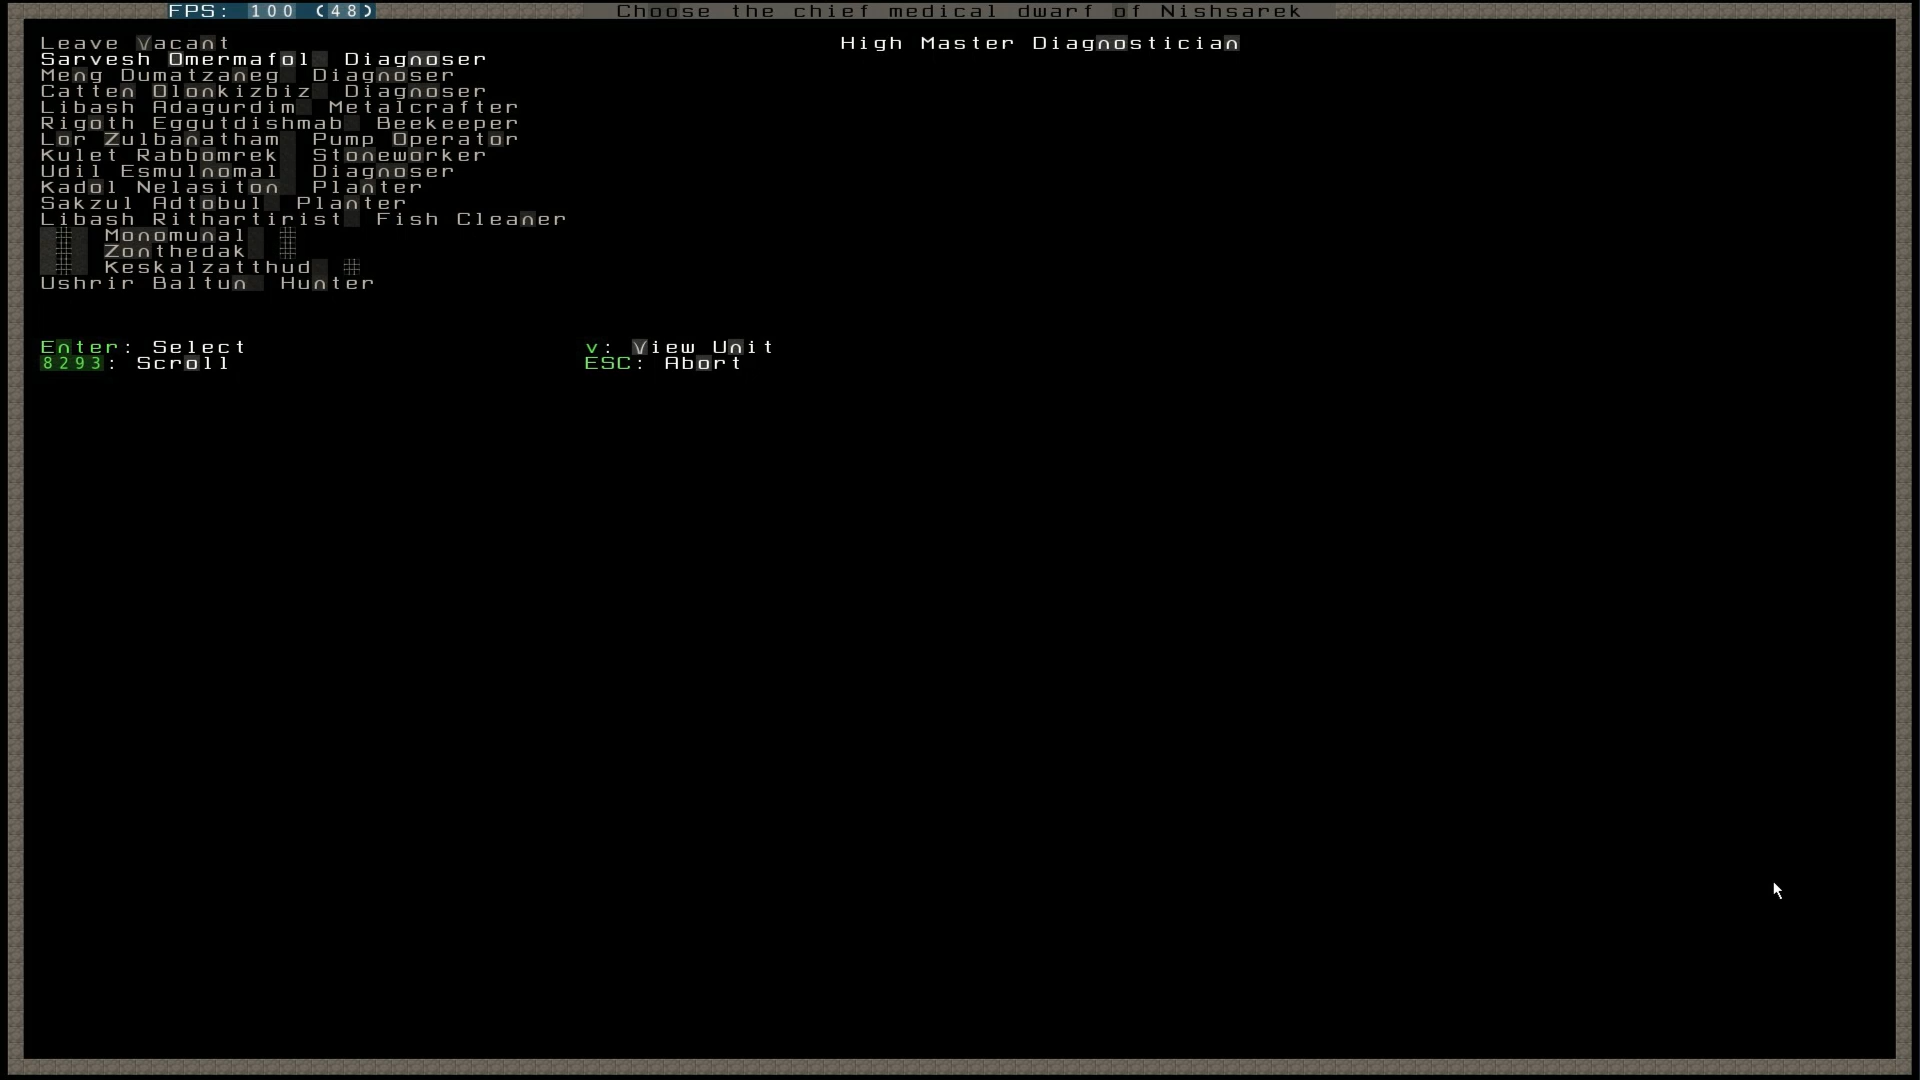 FPS: 100 (48)
Choose the chief medical dwarf of Nishsarek
Leave Vacant
High Master Diagnostician
Sarvesh Omermafol Diagnoser
Meng Dumatzaneg Diagnoser
Catten Olonkizbiz Diagnoser
Libash Adagurdim Metalcrafter
Rigoth Eggutdishmab Beekeeper
Lor Zulbanatham Pump Operator
Kulet Rabbomrek Stoneworker
Udil Esmulnomal Diagnoser
Kadol Nelasiton Planter
Sakzul Adtobul Planter
Libash Rithartirist Fish Cleaner
Monomunal
Zonthedak
Keskalzatthud
Ushrir Baltun Hunter
Enter: Select
v: View Unit
8293: Scroll
ESC: Abort